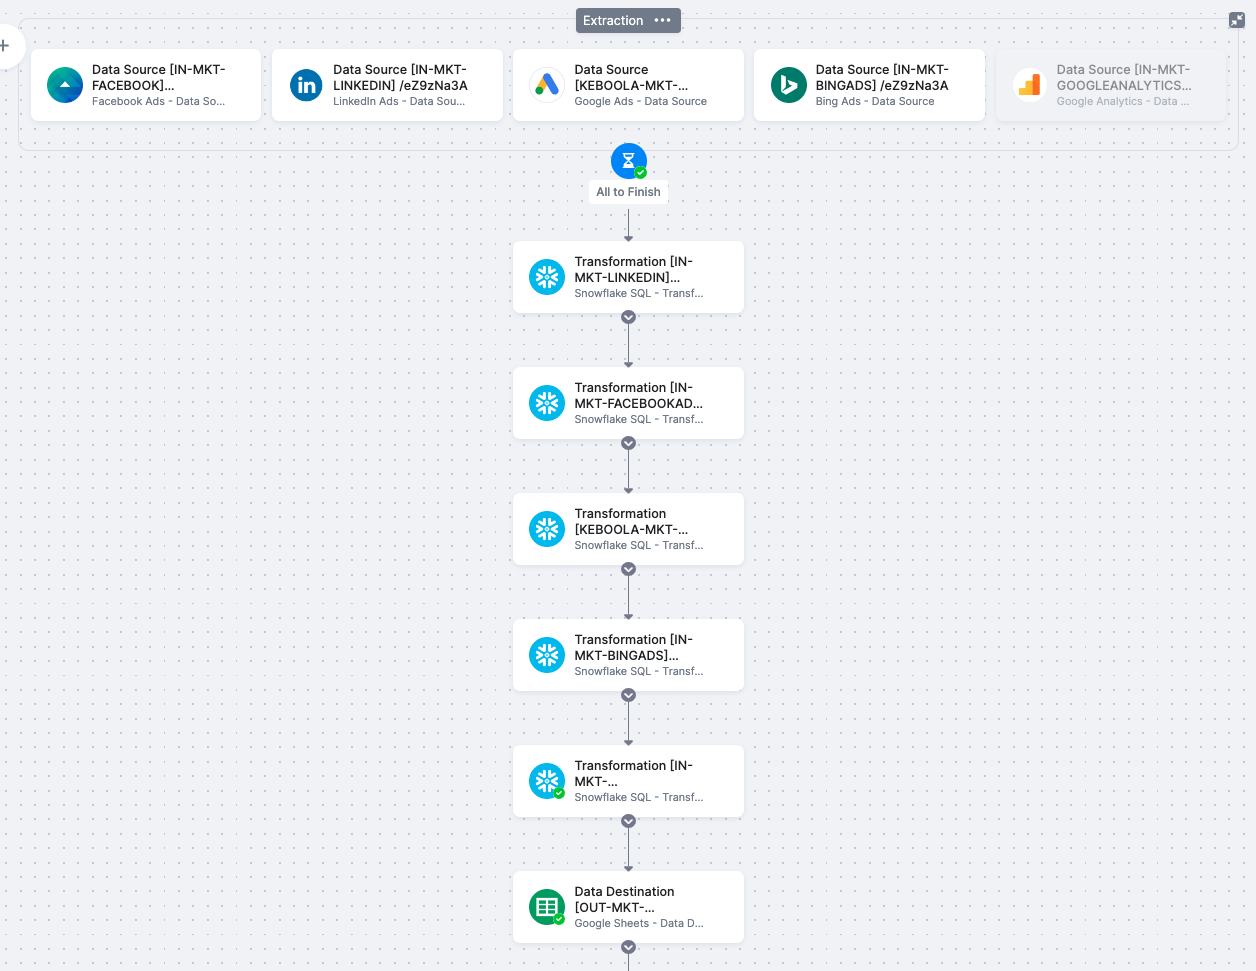 Extraction
Data Source [IN-MKT-
FACEBOOK]...
Facebook Ads - Data So...
Data Source [IN-MKT-
LINKEDIN] /eZ9zNa3A
LinkedIn Ads - Data Sou...
Data Source
[KEBOOLA-MKT-...
Google Ads - Data Source
Data Source [IN-MKT-
BINGADS] /eZ9zNa3A
Bing Ads - Data Source
Data Source [IN-MKT-
GOOGLEANALYTICS...
Google Analytics - Data ...
All to Finish
Transformation [IN-
MKT-LINKEDIN]...
Snowflake SQL - Transf...
Transformation [IN-
MKT-FACEBOOKAD...
Snowflake SQL - Transf...
Transformation
[KEBOOLA-MKT-...
Snowflake SQL - Transf...
Transformation [IN-
MKT-BINGADS]...
Snowflake SQL - Transf...
Transformation [IN-
MKT-...
Snowflake SQL - Transf...
Data Destination
[OUT-MKT-...
Google Sheets - Data D...